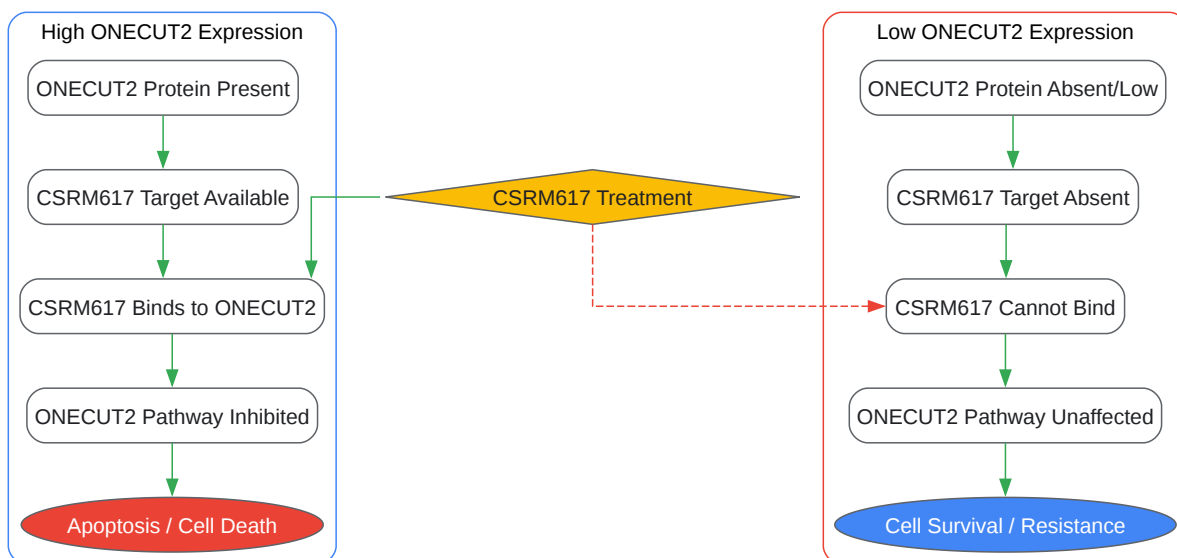 High ONECUT2 Expression
ONECUT2 Protein Present
CSRM617 Target Available
CSRM617 Binds to ONECUT2
ONECUT2 Pathway Inhibited
Apoptosis / Cell Death
CSRM617 Treatment
Low ONECUT2 Expression
ONECUT2 Protein Absent/Low
CSRM617 Target Absent
CSRM617 Cannot Bind
ONECUT2 Pathway Unaffected
Cell Survival / Resistance